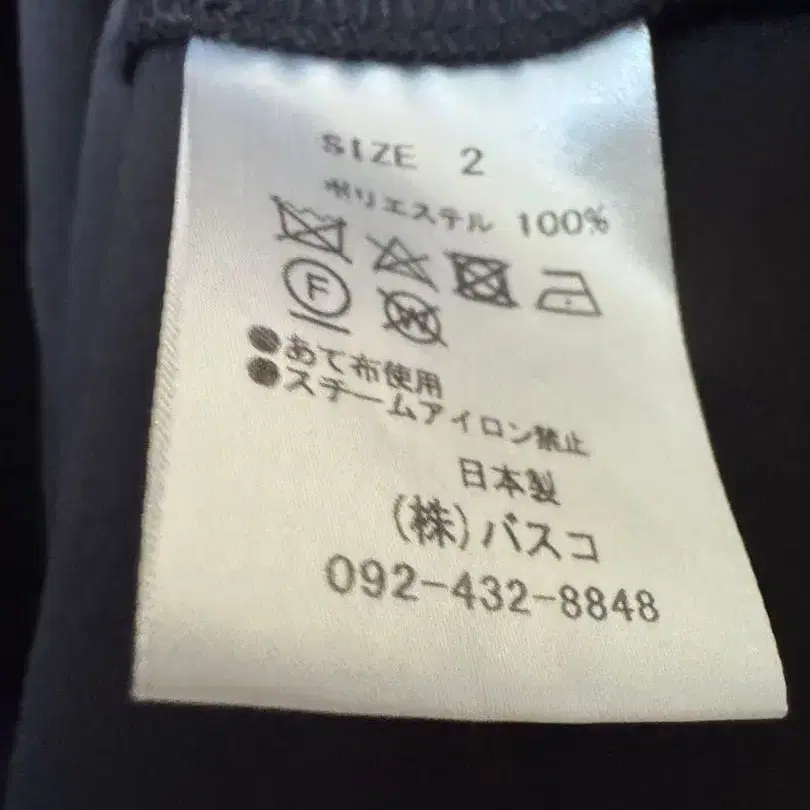 SIZE 2
ポリエステル 100%
F W
●あて布使用
●スチームアイロン禁止
日本製
(株)バスコ
092-432-8848